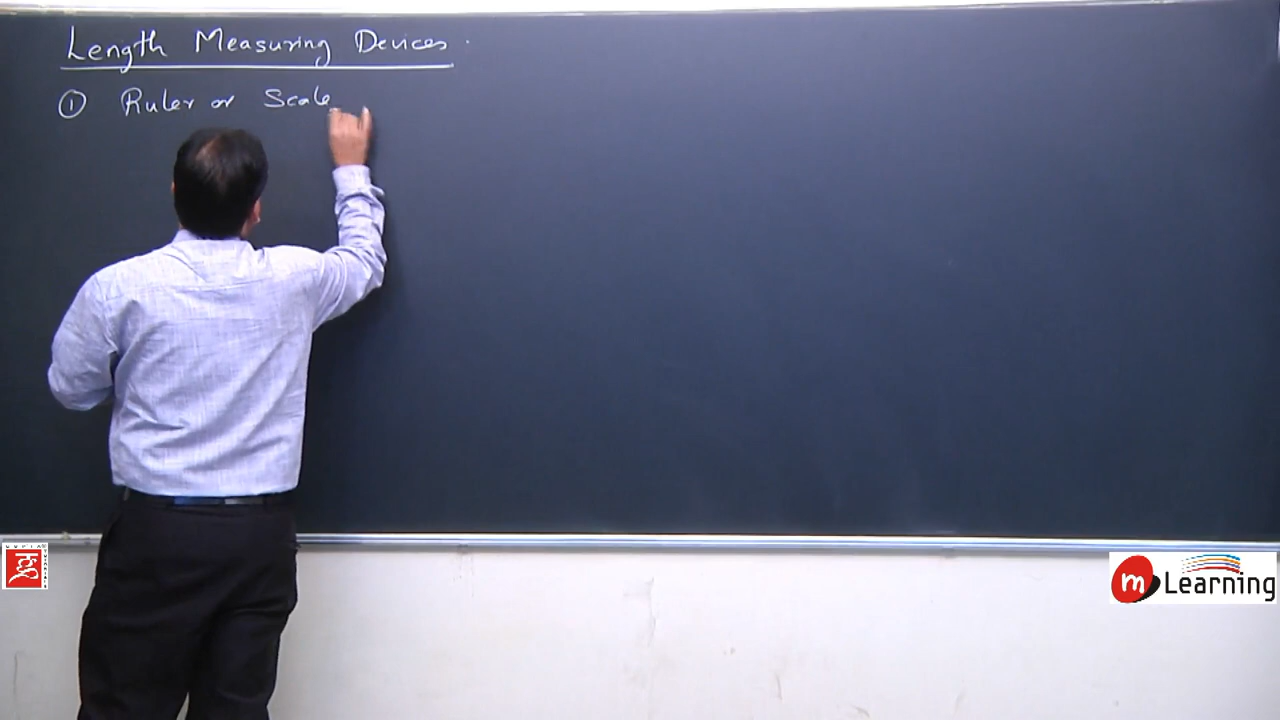 Length Measuring Devices.
① Ruler or Scale
m Learning